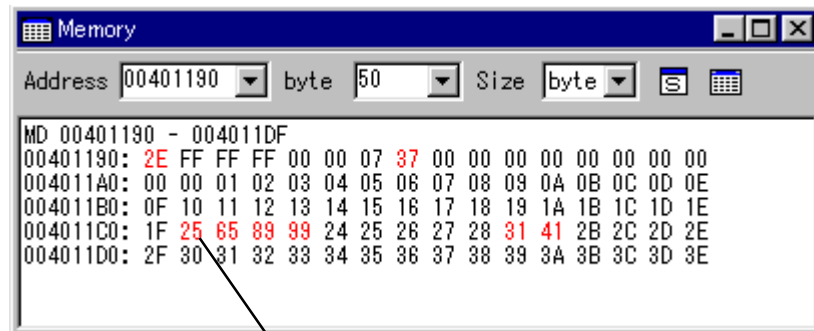 Memory
Address 00401190 byte 50 Size byte S
MD 00401190 - 004011DF
00401190: 2E FF FF FF 00 00 07 37 00 00 00 00 00 00 00 00
004011A0: 00 00 01 02 03 04 05 06 07 08 09 0A 0B 0C 0D 0E
004011B0: 0F 10 11 12 13 14 15 16 17 18 19 1A 1B 1C 1D 1E
004011C0: 1F 25 65 89 99 24 25 26 27 28 31 41 2B 2C 2D 2E
004011D0: 2F 30 31 32 33 34 35 36 37 38 39 3A 3B 3C 3D 3E